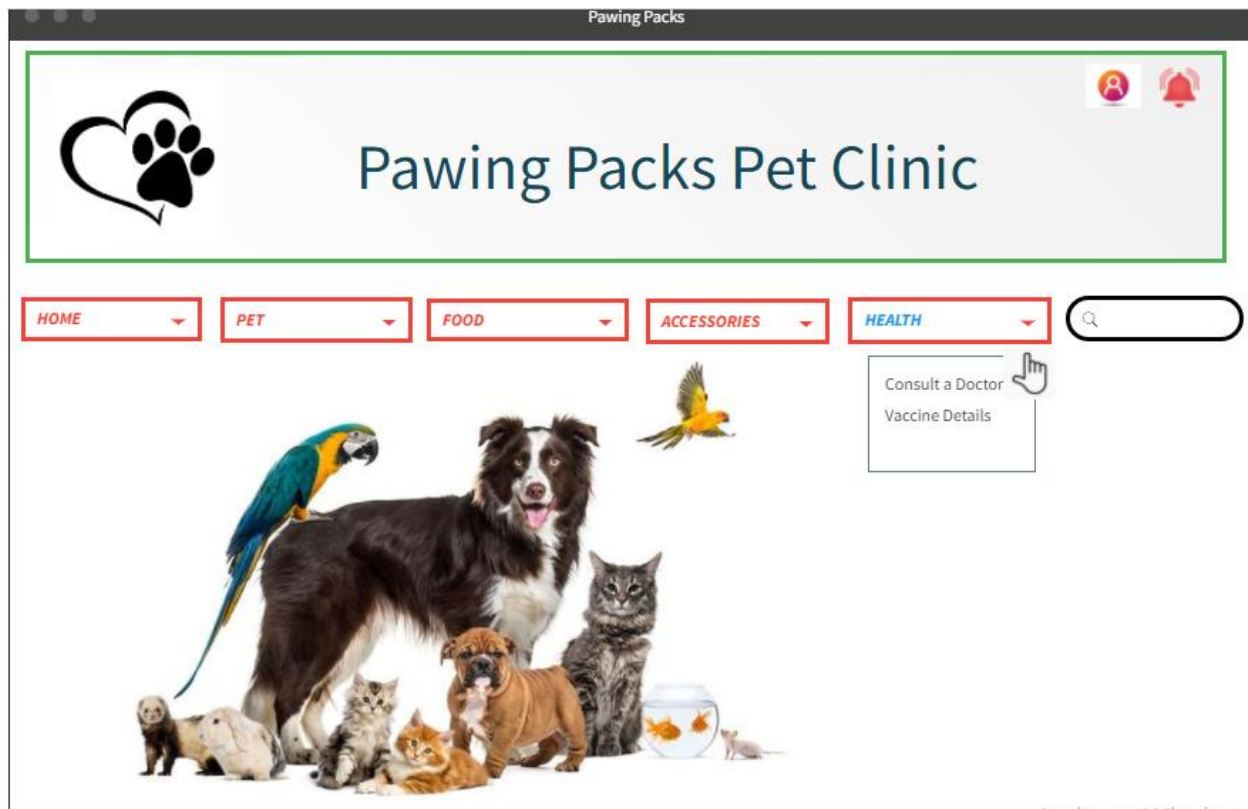 Pawing Packs
Pawing Packs Pet Clinic
HOME
PET
FOOD
ACCESSORIES
HEALTH
Consult a Doctor
Vaccine Details